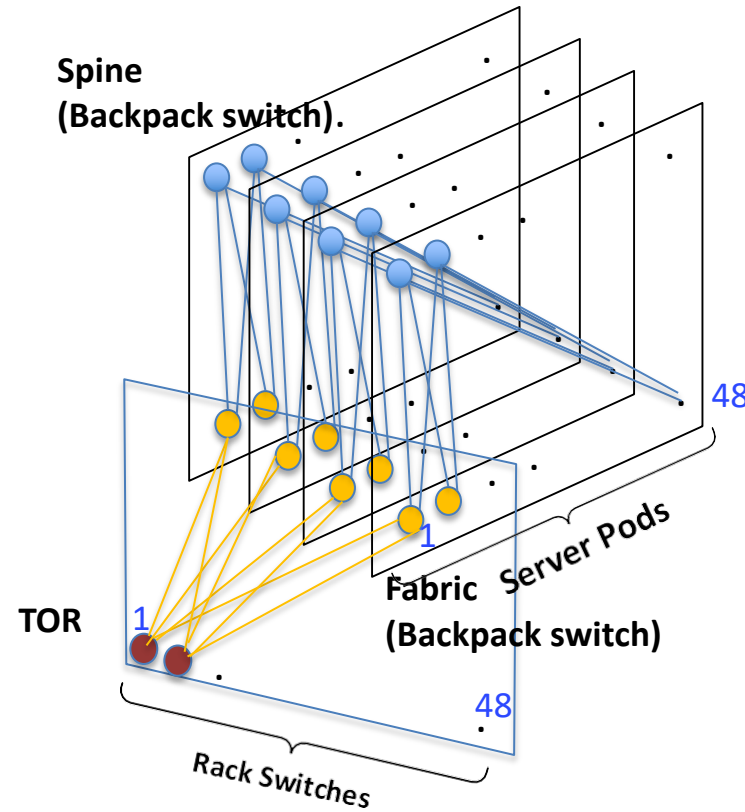 Spine
(Backpack switch).
48
Server Pods
1
Fabric
(Backpack switch)
TOR
1
48
Rack Switches